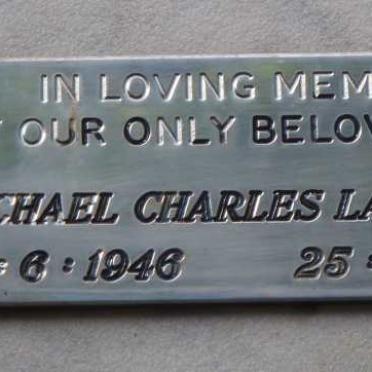 IN LOVING MEM
OUR ONLY BELOV
CHAEL CHARLES LA
6 : 1946 25 :